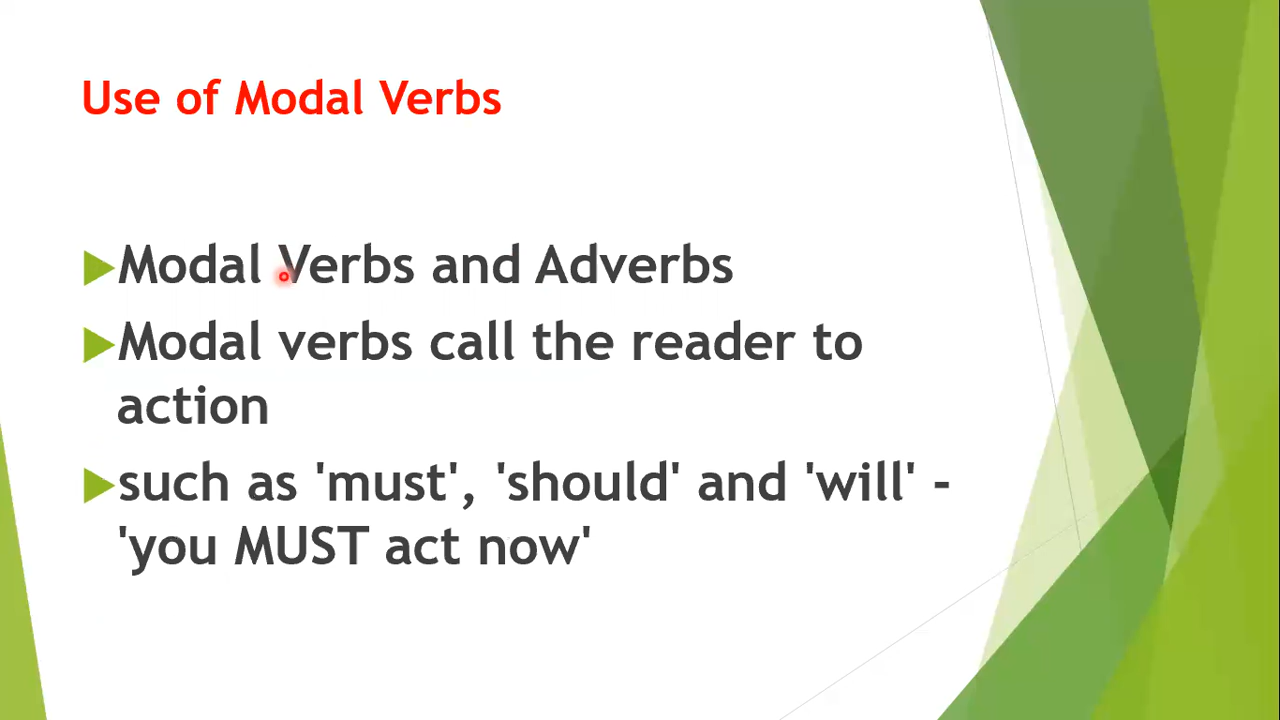 Use of Modal Verbs
Modal Verbs and Adverbs
Modal verbs call the reader to
action
such as 'must', 'should' and 'will' -
'you MUST act now'